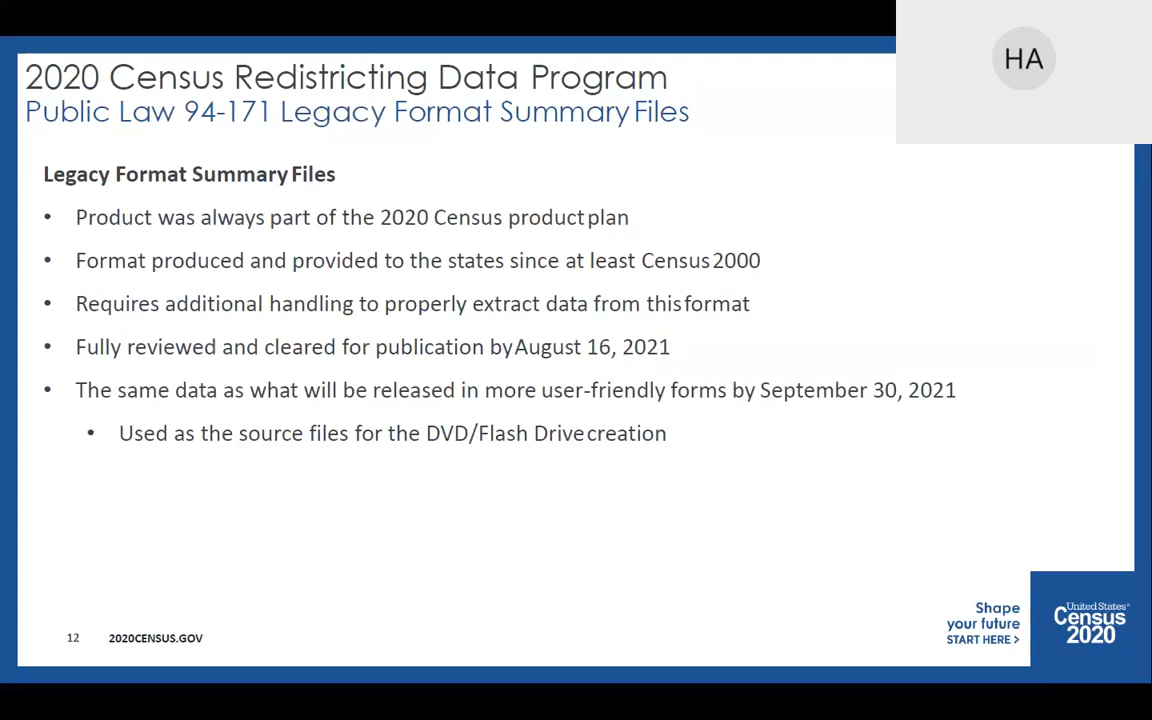 HA
2020 Census Redistricting Data Program
Public Law 94-171 Legacy Format Summary Files
Legacy Format Summary Files
• Product was always part of the 2020 Census product plan
• Format produced and provided to the states since at least Census 2000
• Requires additional handling to properly extract data from this format
• Fully reviewed and cleared for publication by August 16, 2021
• The same data as what will be released in more user-friendly forms by September 30, 2021
• Used as the source files for the DVD/Flash Drive creation
Shape
your future
START HERE >
United States®
Census
2020
12 2020CENSUS.GOV